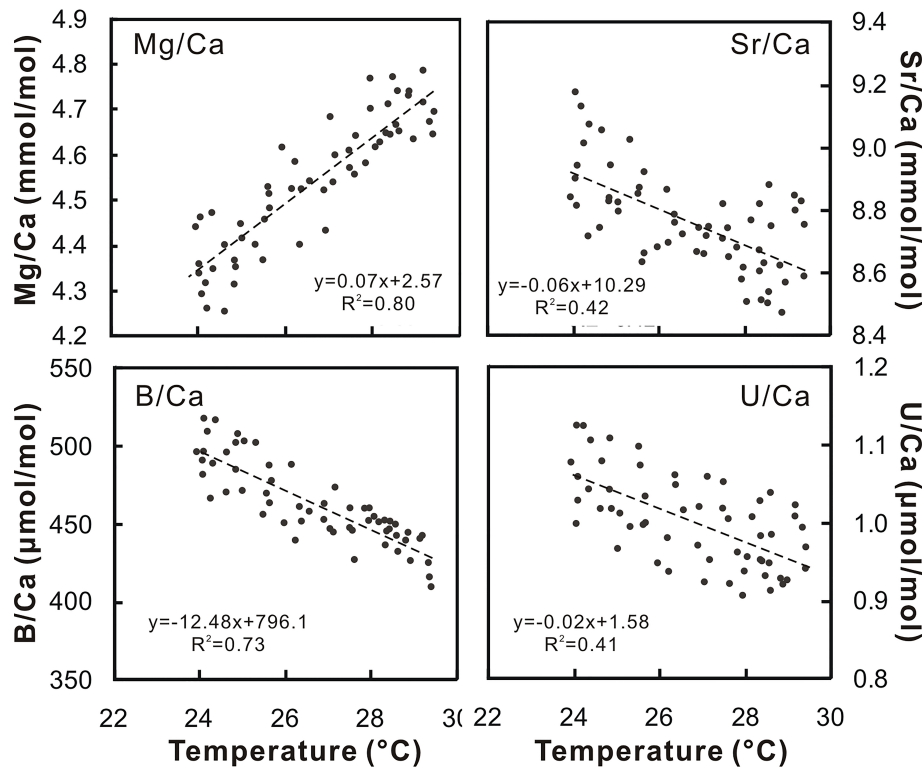 4.9
4.8
4.7
4.6
4.5
4.4
4.3
4.2
Mg/Ca (mmol/mol)
Mg/Ca
y=0.07x+2.57
R²=0.80
Sr/Ca
y=-0.06x+10.29
R²=0.42
9.4
9.2
9.0
8.8
8.6
8.4
Sr/Ca (mmol/mol)
550
500
450
400
350
B/Ca (µmol/mol)
B/Ca
y=-12.48x+796.1
R²=0.73
U/Ca
y=-0.02x+1.58
R²=0.41
1.2
1.1
1.0
0.9
0.8
U/Ca (µmol/mol)
22 24 26 28
22 24 26 28 30
Temperature (°C)
Temperature (°C)